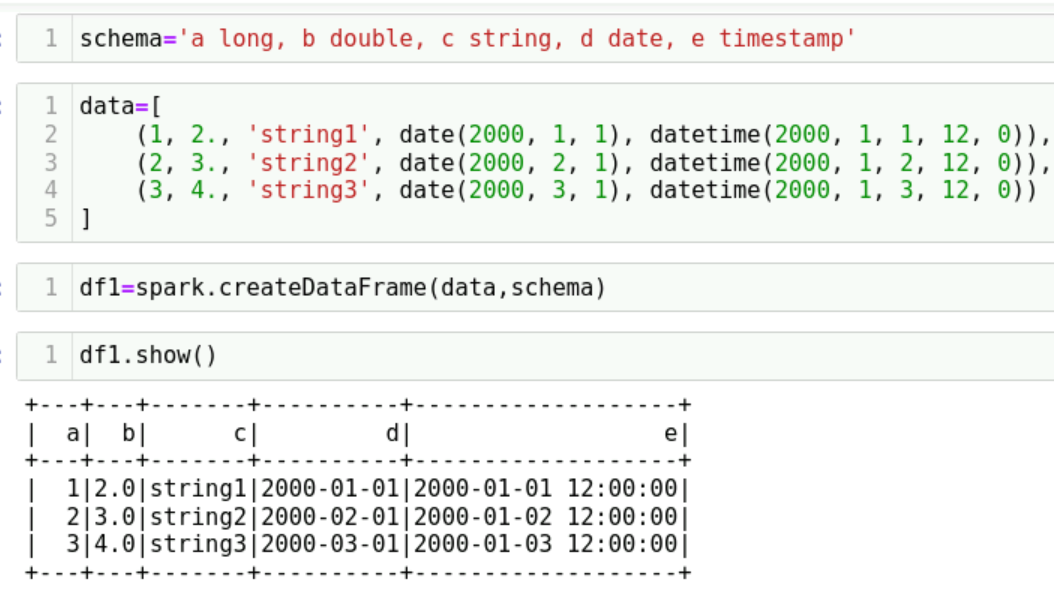 : 1 schema='a long, b double, c string, d date, e timestamp'
: 1 data=[
2     (1, 2., 'string1', date(2000, 1, 1), datetime(2000, 1, 1, 12, 0)),
3     (2, 3., 'string2', date(2000, 2, 1), datetime(2000, 1, 2, 12, 0)),
4     (3, 4., 'string3', date(2000, 3, 1), datetime(2000, 1, 3, 12, 0))
5 ]
: 1 df1=spark.createDataFrame(data,schema)
: 1 df1.show()
+---+---+-------+----------+-------------------+
|  a|  b|      c|         d|                  e|
+---+---+-------+----------+-------------------+
|  1|2.0|string1|2000-01-01|2000-01-01 12:00:00|
|  2|3.0|string2|2000-02-01|2000-01-02 12:00:00|
|  3|4.0|string3|2000-03-01|2000-01-03 12:00:00|
+---+---+-------+----------+-------------------+